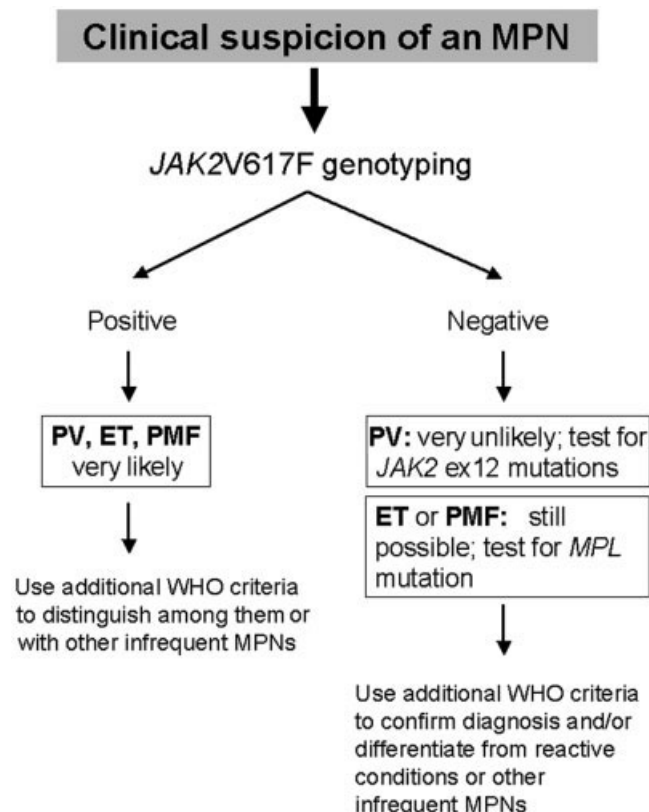 Clinical suspicion of an MPN
JAK2V617F genotyping
Positive
Negative
PV, ET, PMF
very likely
PV: very unlikely; test for
JAK2 ex12 mutations
ET or PMF: still
possible; test for MPL
mutation
Use additional WHO criteria
to distinguish among them or
with other infrequent MPNs
Use additional WHO criteria
to confirm diagnosis and/or
differentiate from reactive
conditions or other
infrequent MPNs